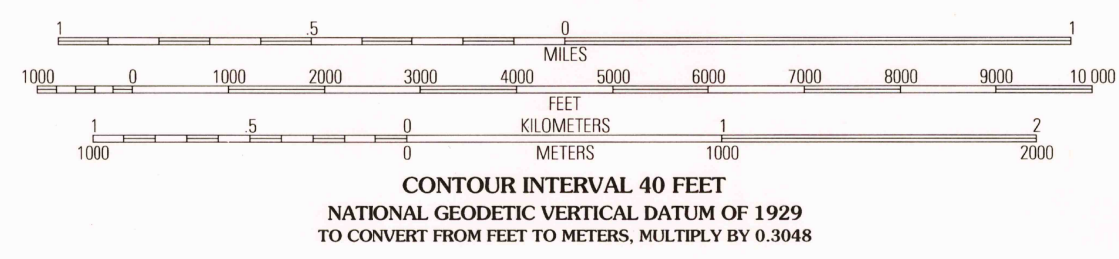 1 .5 0 1
MILES
1000 0 1000 2000 3000 4000 5000 6000 7000 8000 9000 10 000
FEET
1 .5 0 KILOMETERS 1 2
1000 0 METERS 1000 2000
CONTOUR INTERVAL 40 FEET
NATIONAL GEODETIC VERTICAL DATUM OF 1929
TO CONVERT FROM FEET TO METERS, MULTIPLY BY 0.3048